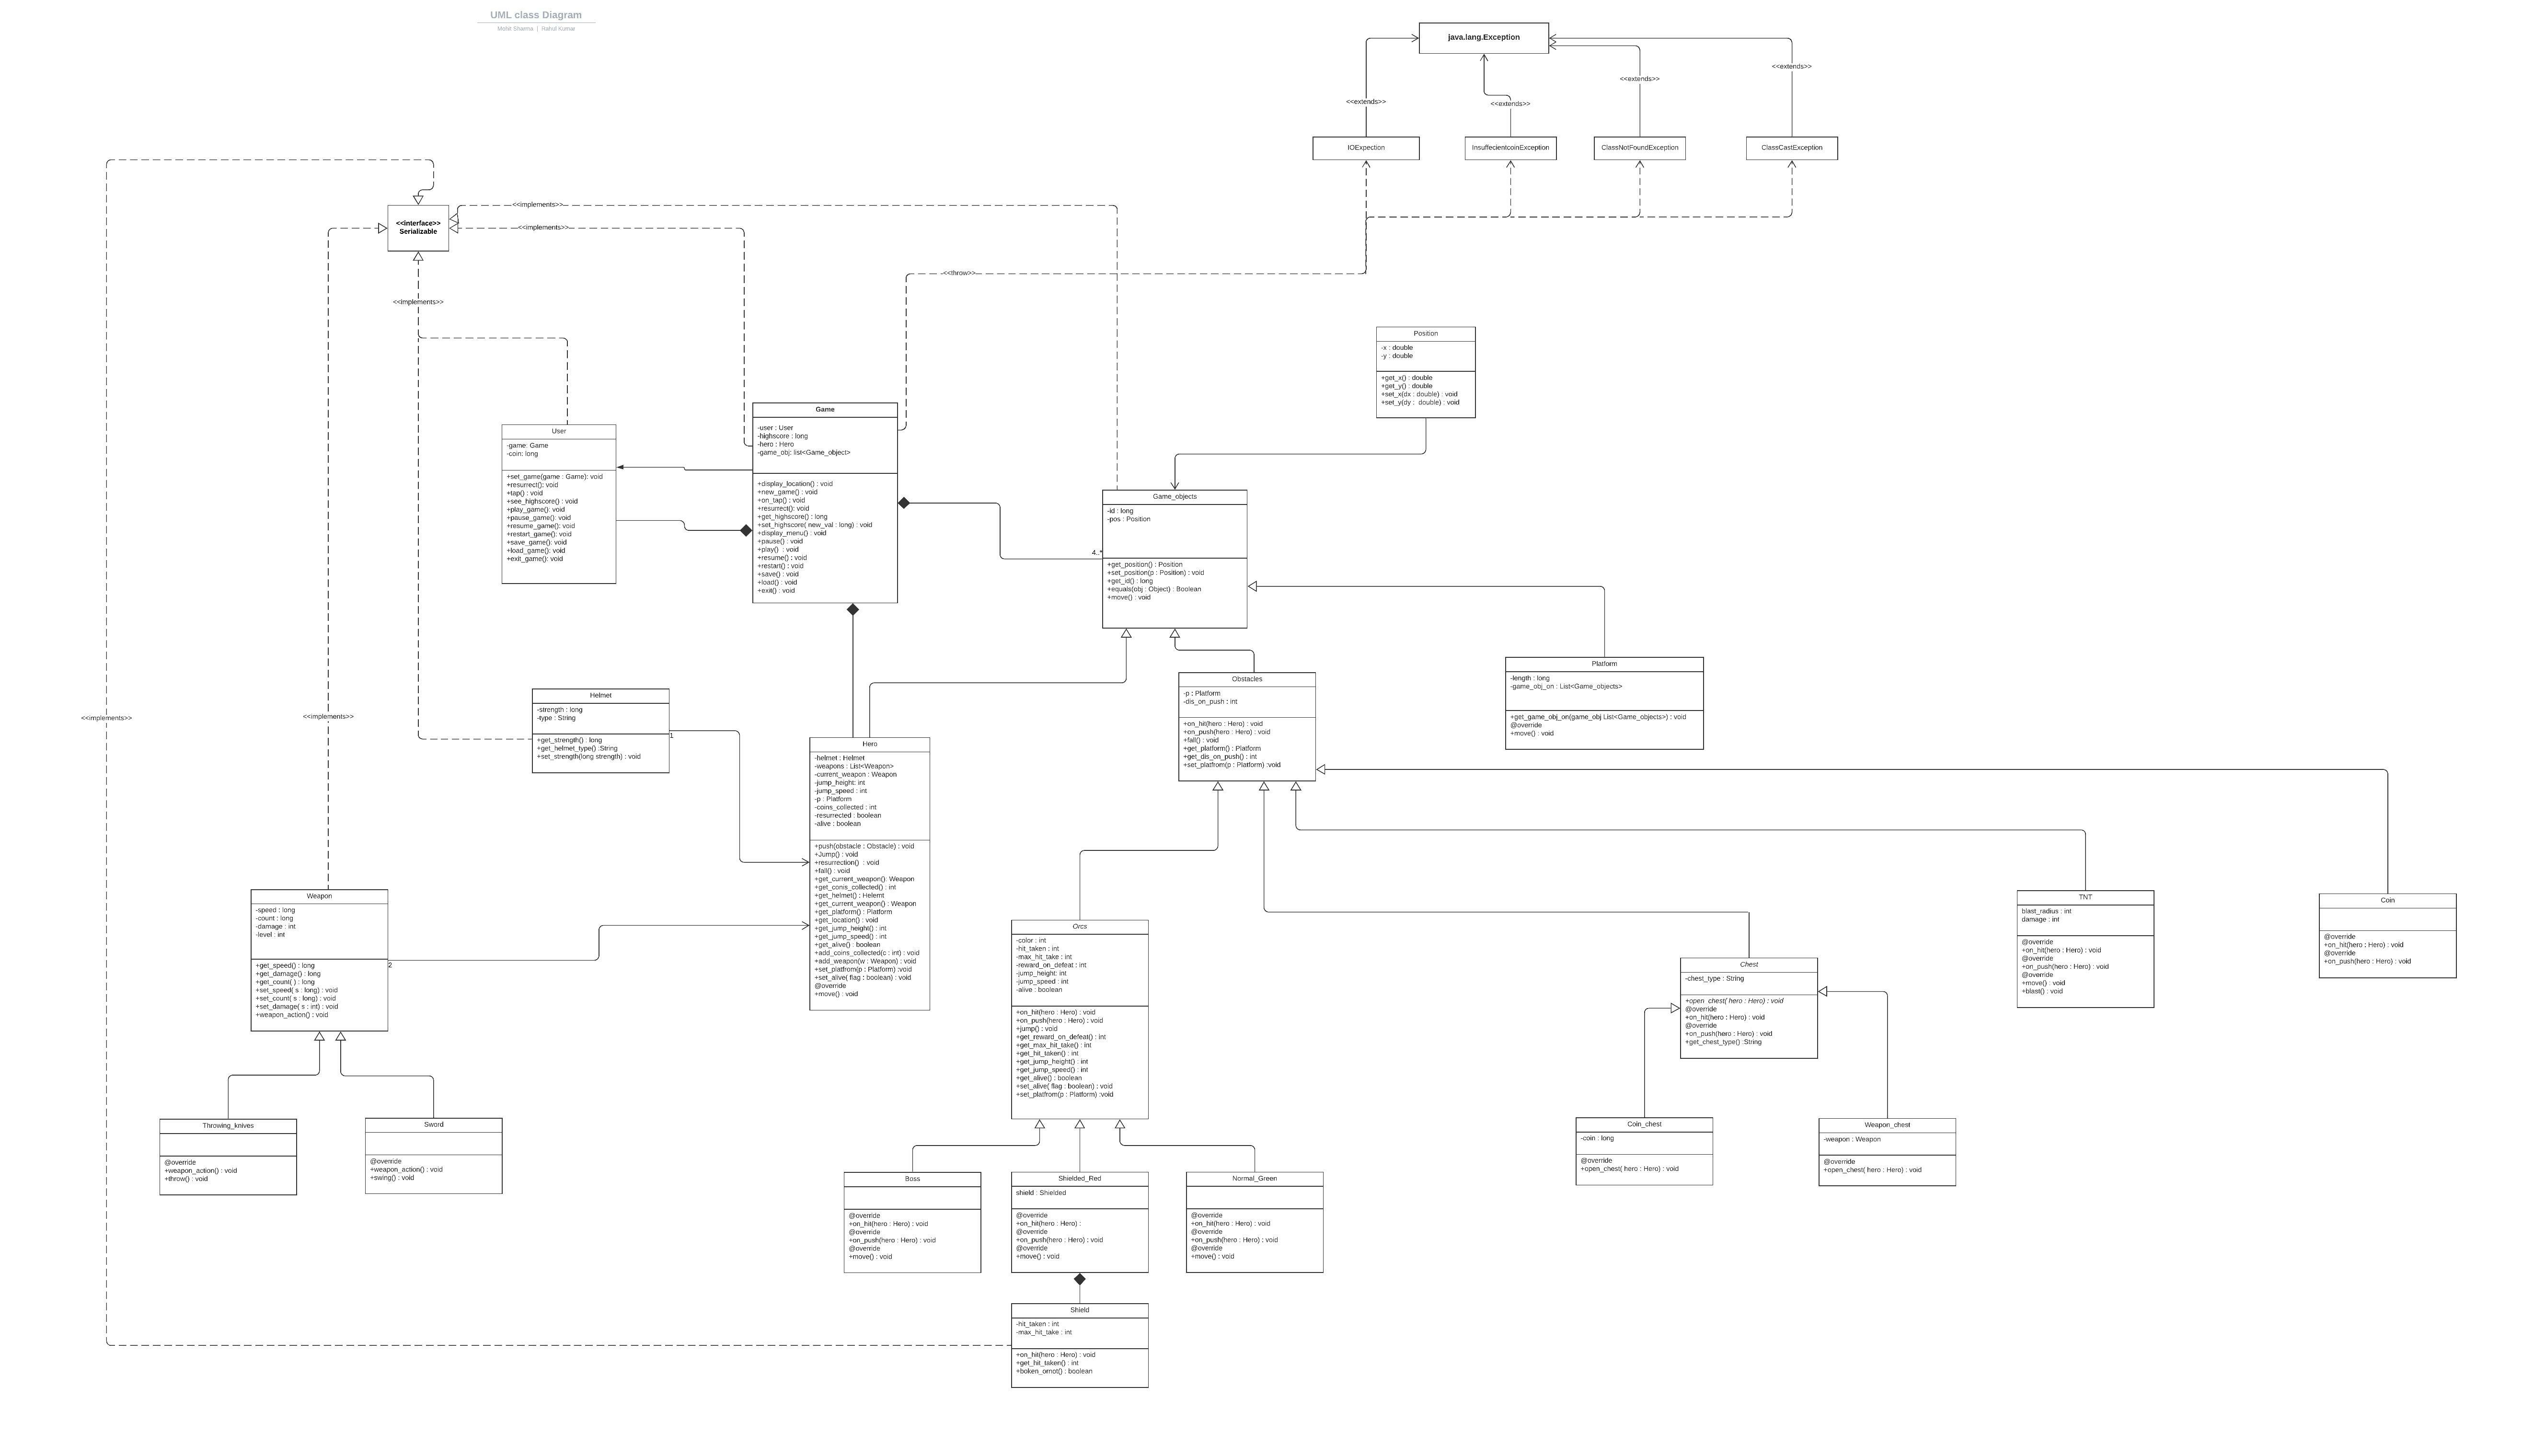 UML class Diagram
Mohit Sharma | Rahul Kumar
java.lang.Exception
<<extends>>
<<extends>>
<<extends>>
<<extends>>
IOExpection
InsuffecientcoinException
ClassNotFoundException
ClassCastException
<<interface>>
Serializable
<<implements>>
<<implements>>
<<throw>>
<<implements>>
<<implements>>
<<implements>>
Position
-x : double
-y : double
+get_x() : double
+get_y() : double
+set_x(dx : double) : void
+set_y(dy : double) : void
User
-game: Game
-coin: long
+set_game(game : Game): void
+resurrect(): void
+tap() : void
+see_highscore() : void
+play_game(): void
+pause_game(): void
+resume_game(): void
+restart_game(): void
+save_game(): void
+load_game(): void
+exit_game(): void
Game
-user : User
-highscore : long
-hero : Hero
-game_obj: list<Game_object>
+display_location() : void
+new_game() : void
+on_tap() : void
+resurrect(): void
+get_highscore() : long
+set_highscore( new_val : long) : void
+display_menu() : void
+pause() : void
+play() : void
+resume() : void
+restart() : void
+save() : void
+load() : void
+exit() : void
4..*
Game_objects
-id : long
-pos : Position
+get_position() : Position
+set_position(p : Position) : void
+get_id() : long
+equals(obj : Object) : Boolean
+move() : void
Platform
-length : long
-game_obj_on : List<Game_objects>
+get_game_obj_on(game_obj List<Game_objects>) : void
@override
+move() : void
Obstacles
-p : Platform
-dis_on_push : int
+on_hit(hero : Hero) : void
+on_push(hero : Hero) : void
+fall() : void
+get_platform() : Platform
+get_dis_on_push() : int
+set_platfrom(p : Platform) :void
Helmet
-strength : long
-type : String
+get_strength() : long
+get_helmet_type() :String
+set_strength(long strength) : void
1
Hero
-helmet : Helmet
-weapons : List<Weapon>
-current_weapon : Weapon
-jump_height: int
-jump_speed : int
-p : Platform
-coins_collected : int
-resurrected : boolean
-alive : boolean
+push(obstacle : Obstacle) : void
+Jump() : void
+resurrection() : void
+fall() : void
+get_current_weapon(): Weapon
+get_conis_collected() : int
+get_helmet() : Helemt
+get_current_weapon() : Weapon
+get_platform() : Platform
+get_location() : void
+get_jump_height() : int
+get_jump_speed() : int
+get_alive() : boolean
+add_coins_collected(c : int) : void
+add_weapon(w : Weapon) : void
+set_platfrom(p : Platform) :void
+set_alive( flag : boolean) : void
@override
+move() : void
Weapon
-speed : long
-count : long
-damage : int
-level : int
+get_speed() : long
+get_damage() : long
+get_count( ) : long
+set_speed( s : long) : void
+set_count( s : long) : void
+set_damage( s : int) : void
+weapon_action() : void
2
Orcs
-color : int
-hit_taken : int
-max_hit_take : int
-reward_on_defeat : int
-jump_height: int
-jump_speed : int
-alive : boolean
+on_hit(hero : Hero) : void
+on_push(hero : Hero) : void
+jump() : void
+get_reward_on_defeat() : int
+get_max_hit_take() : int
+get_hit_taken() : int
+get_jump_height() : int
+get_jump_speed() : int
+get_alive() : boolean
+set_alive( flag : boolean) : void
+set_platfrom(p : Platform) :void
Chest
-chest_type : String
+open_chest( hero : Hero) : void
@override
+on_hit(hero : Hero) : void
@override
+on_push(hero : Hero) : void
+get_chest_type() :String
TNT
blast_radius : int
damage : int
@override
+on_hit(hero : Hero) : void
@override
+on_push(hero : Hero) : void
@override
+move() : void
+blast() : void
Coin
@override
+on_hit(hero : Hero) : void
@override
+on_push(hero : Hero) : void
Throwing_knives
@override
+weapon_action() : void
+throw() : void
Sword
@override
+weapon_action() : void
+swing() : void
Coin_chest
-coin : long
@override
+open_chest( hero : Hero) : void
Weapon_chest
-weapon : Weapon
@override
+open_chest( hero : Hero) : void
Boss
@override
+on_hit(hero : Hero) : void
@override
+on_push(hero : Hero) : void
@override
+move() : void
Shielded_Red
shield : Shielded
@override
+on_hit(hero : Hero) :
@override
+on_push(hero : Hero) : void
@override
+move() : void
Normal_Green
@override
+on_hit(hero : Hero) : void
@override
+on_push(hero : Hero) : void
@override
+move() : void
Shield
-hit_taken : int
-max_hit_take : int
+on_hit(hero : Hero) : void
+get_hit_taken() : int
+boken_ornot() : boolean